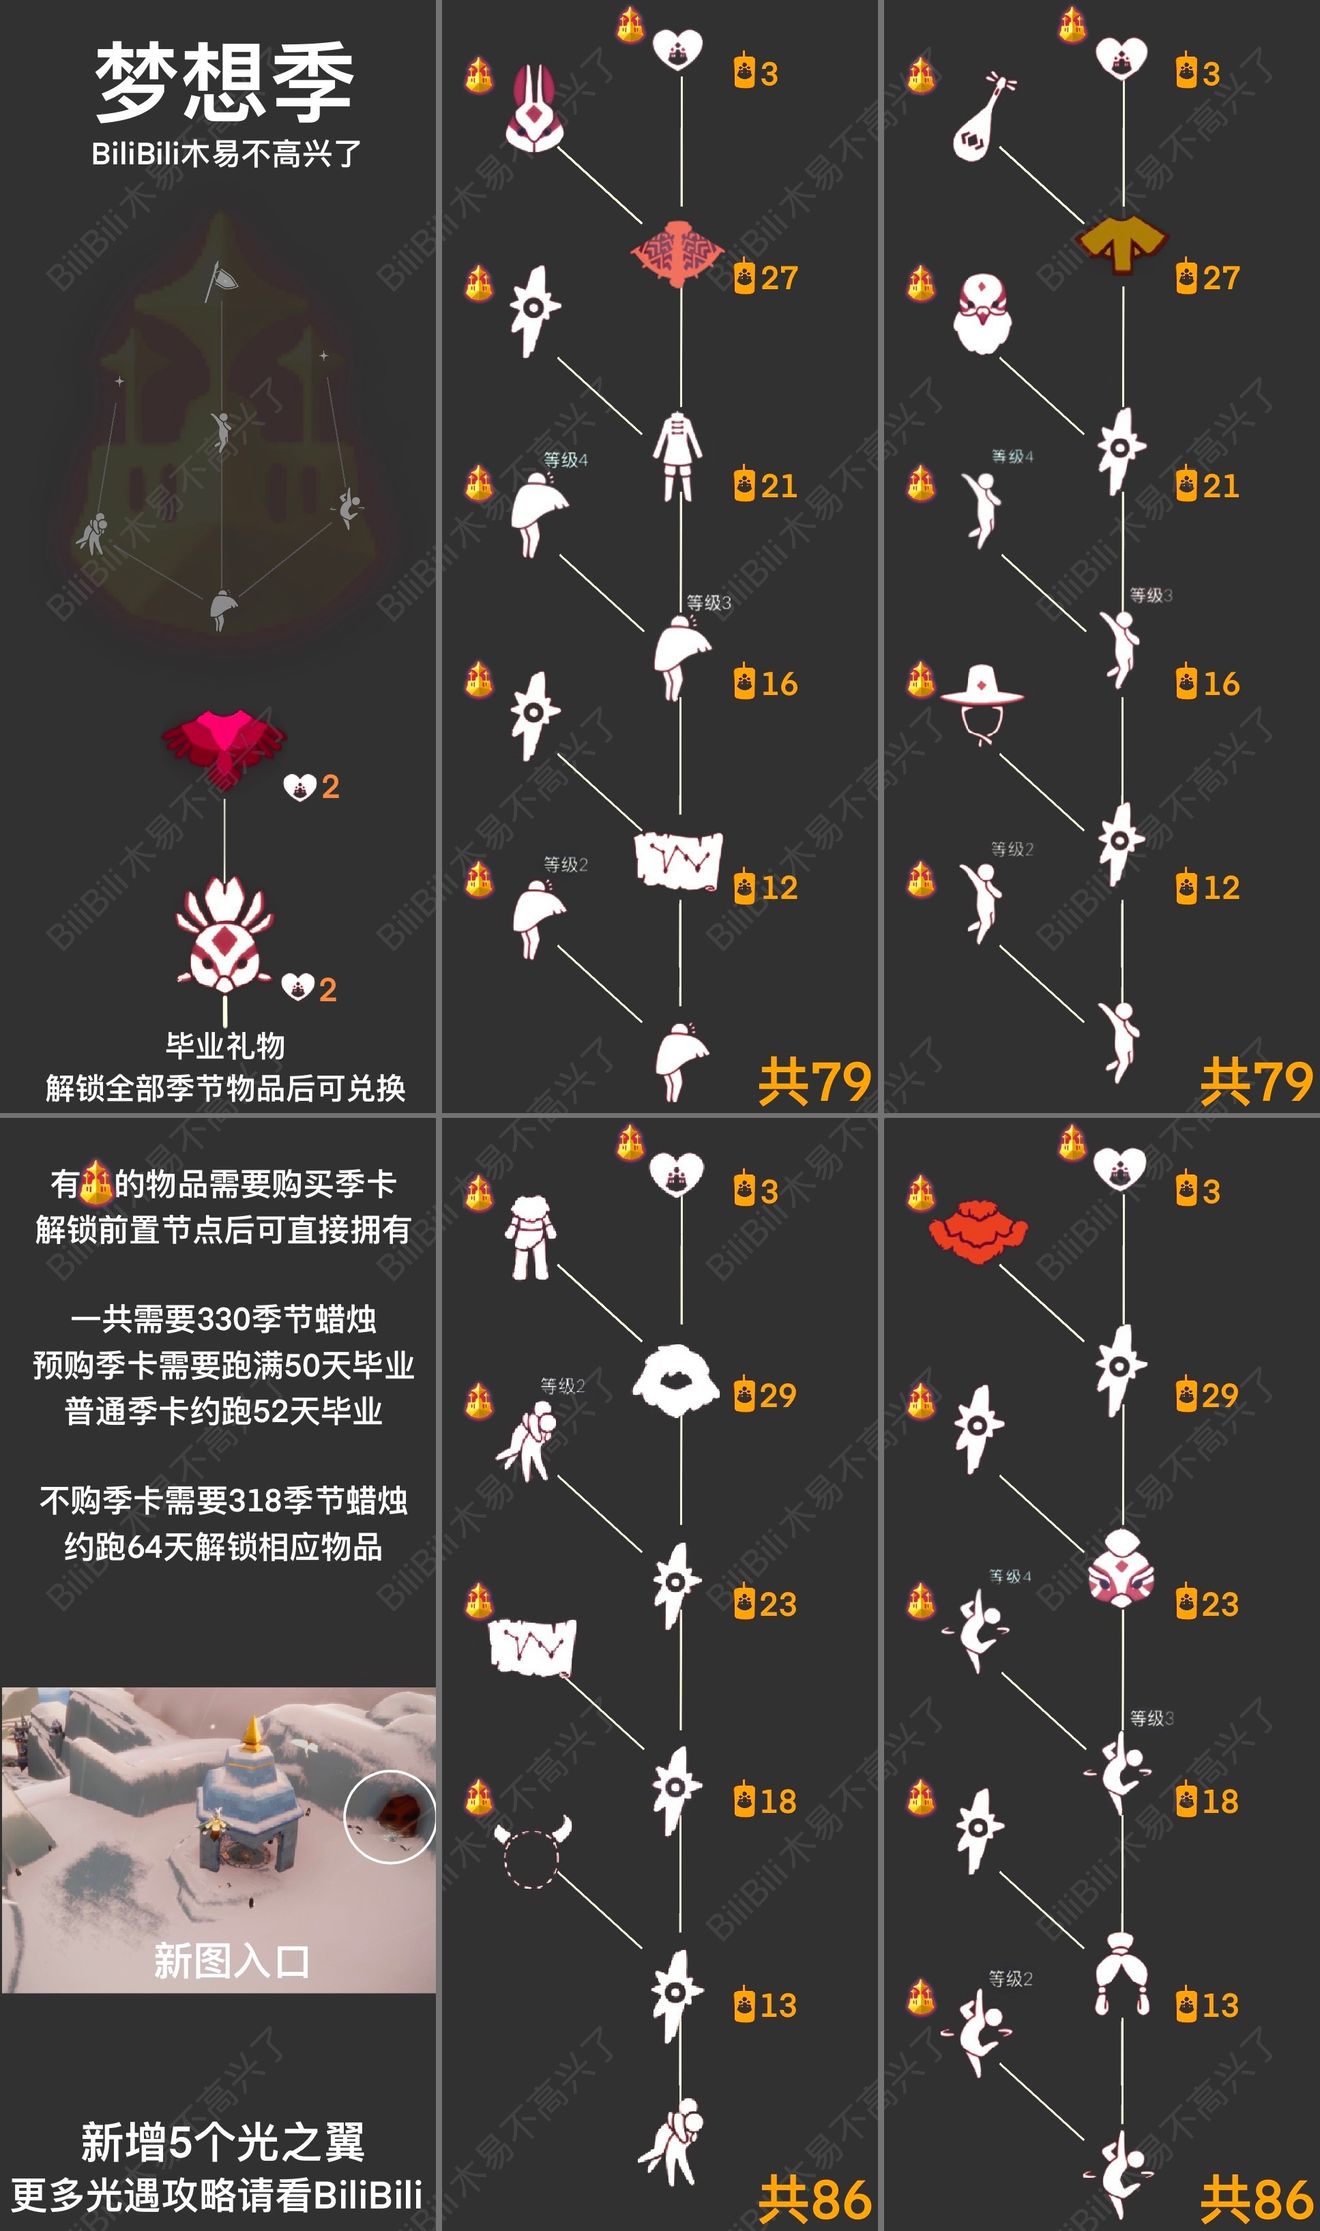 梦想季
BiliBili木易不高兴了
2
2
毕业礼物
解锁全部季节物品后可兑换
3
27
等级4
21
等级3
16
等级2
12
共79
3
27
等级4
21
等级3
16
等级2
12
共79
有的物品需要购买季卡
解锁前置节点后可直接拥有
一共需要330季节蜡烛
预购季卡需要跑满50天毕业
普通季卡约跑52天毕业
不购季卡需要318季节蜡烛
约跑64天解锁相应物品
新图入口
新增5个光之翼
更多光遇攻略请看BiliBili
3
等级2
29
23
18
13
共86
3
29
等级4
23
等级3
18
等级2
13
共86
BiliBili 木易不高兴了